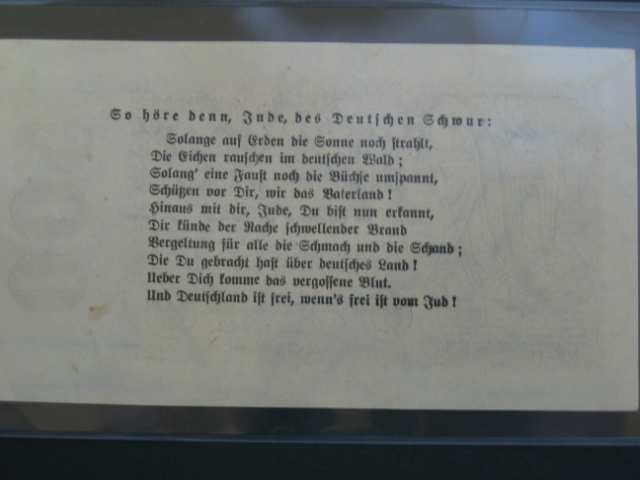 So höre denn, Jude, des Deutschen Schwur:
Solange auf Erden die Sonne noch strahlt,
Die Eichen rauschen im deutschen Wald;
Solang' eine Faust noch die Büchse umspannt,
Schützen vor Dir, wir das Vaterland!
Hinaus mit dir, Jude, Du bist nun erkannt,
Dir künde der Rache schwellender Brand
Vergeltung für alle die Schmach und die Schand;
Die Du gebracht hast über deutsches Land!
Ueber Dich komme das vergossene Blut.
Und Deutschland ist frei, wenn's frei ist vom Jud!